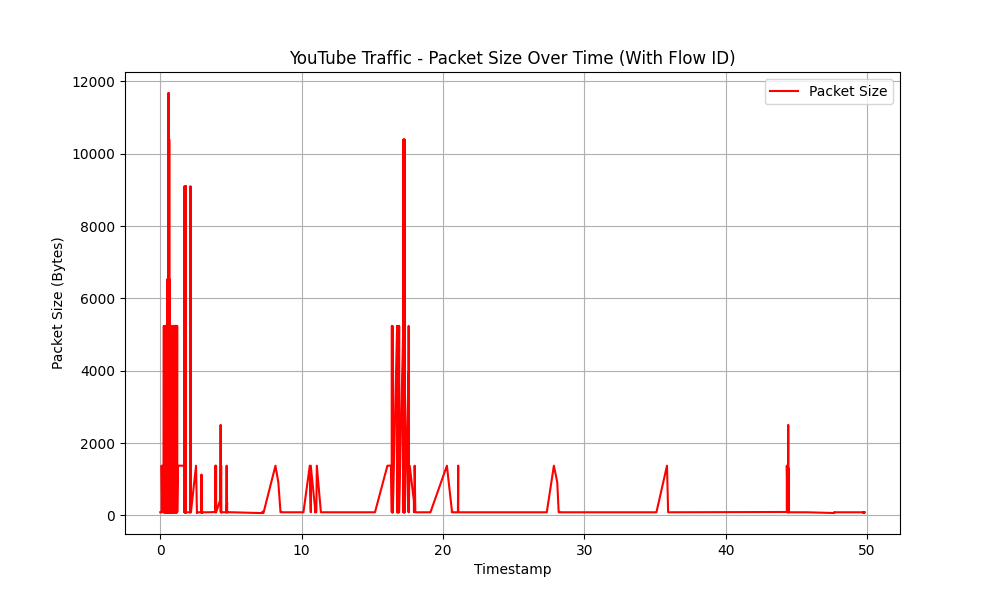 YouTube Traffic - Packet Size Over Time (With Flow ID)
Packet Size
12000
10000
8000
6000
4000
2000
0
Packet Size (Bytes)
0 10 20 30 40 50
Timestamp